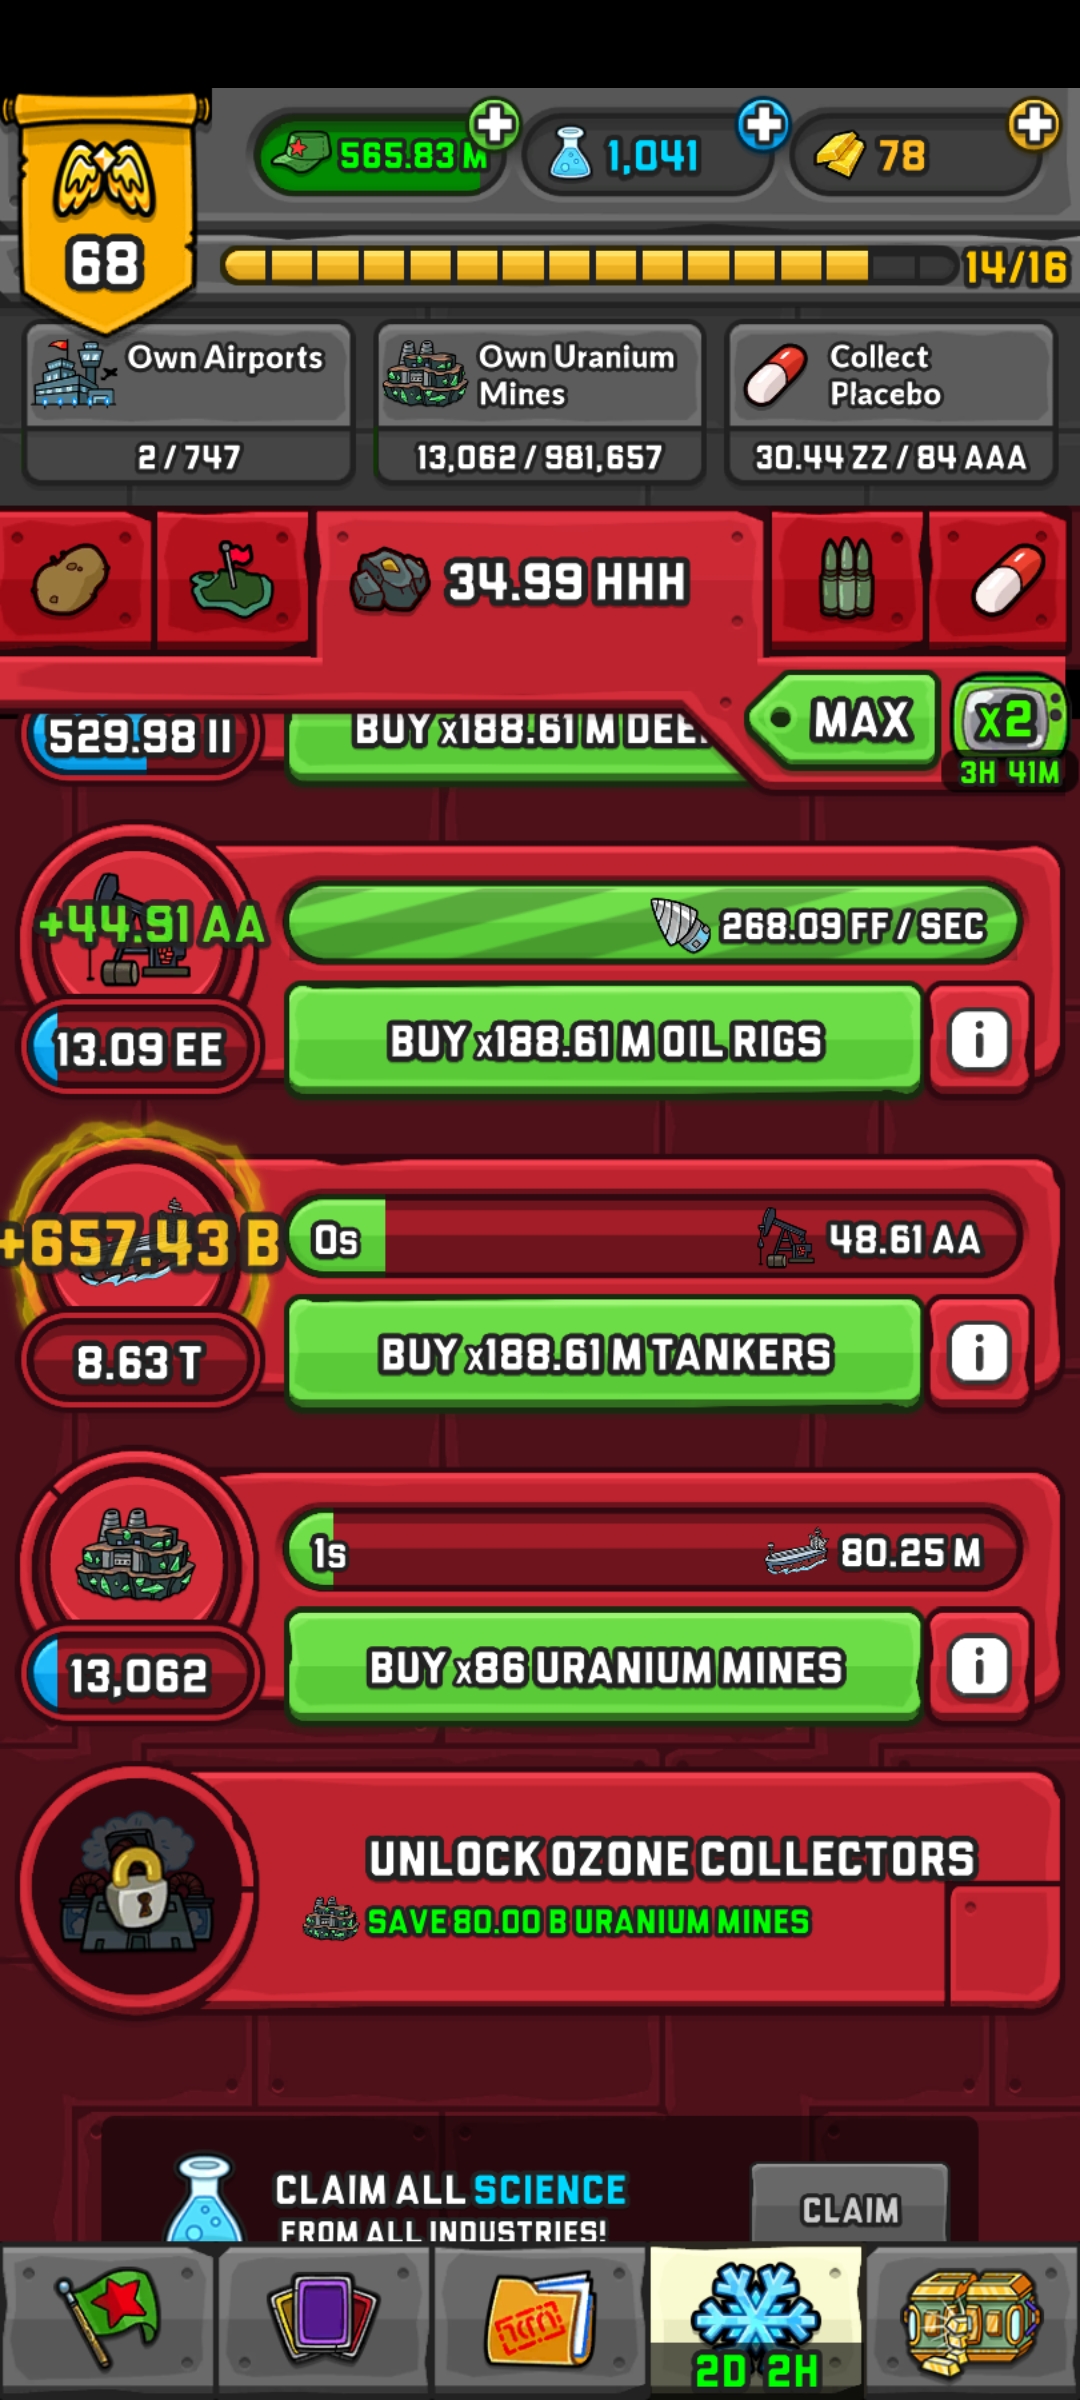 565.83 M
1,041
78
68
14/16
Own Airports
2 / 747
Own Uranium
Mines
13,062 / 981,657
Collect
Placebo
30.44 ZZ / 84 AAA
34.99 HHH
MAX
x2
3H 41M
529.98 II
BUY x188.61 M DEE
+44.91 AA
268.09 FF / SEC
13.09 EE
BUY x188.61 M OIL RIGS
i
+657.43 B
0s
48.61 AA
8.63 T
BUY x188.61 M TANKERS
i
1s
80.25 M
13,062
BUY x86 URANIUM MINES
i
UNLOCK OZONE COLLECTORS
SAVE 80.00 B URANIUM MINES
CLAIM ALL SCIENCE
FROM ALL INDUSTRIES!
CLAIM
2D 2H